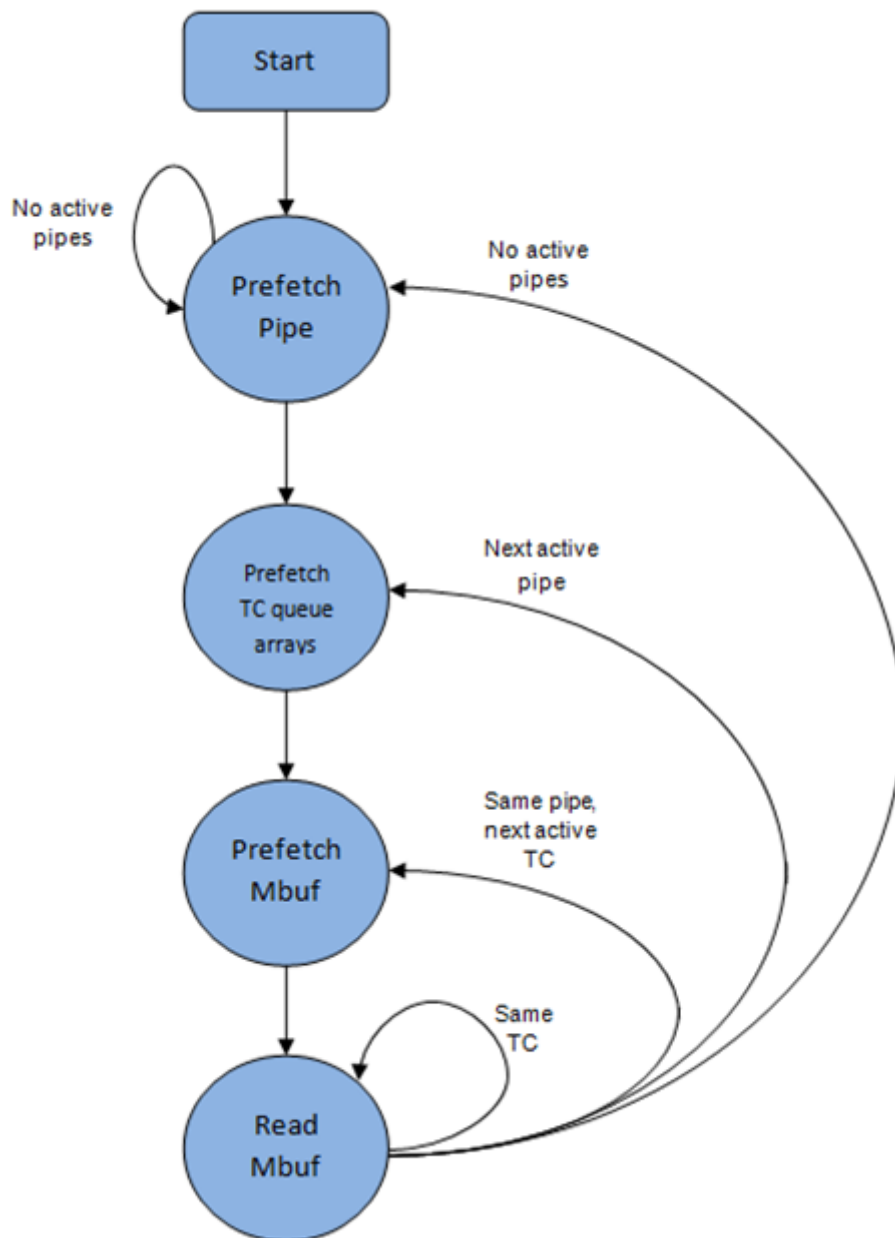 Start
No active
pipes
No active
pipes
Prefetch
Pipe
Next active
pipe
Prefetch
TC queue
arrays
Same pipe,
next active
TC
Prefetch
Mbuf
Same
TC
Read
Mbuf